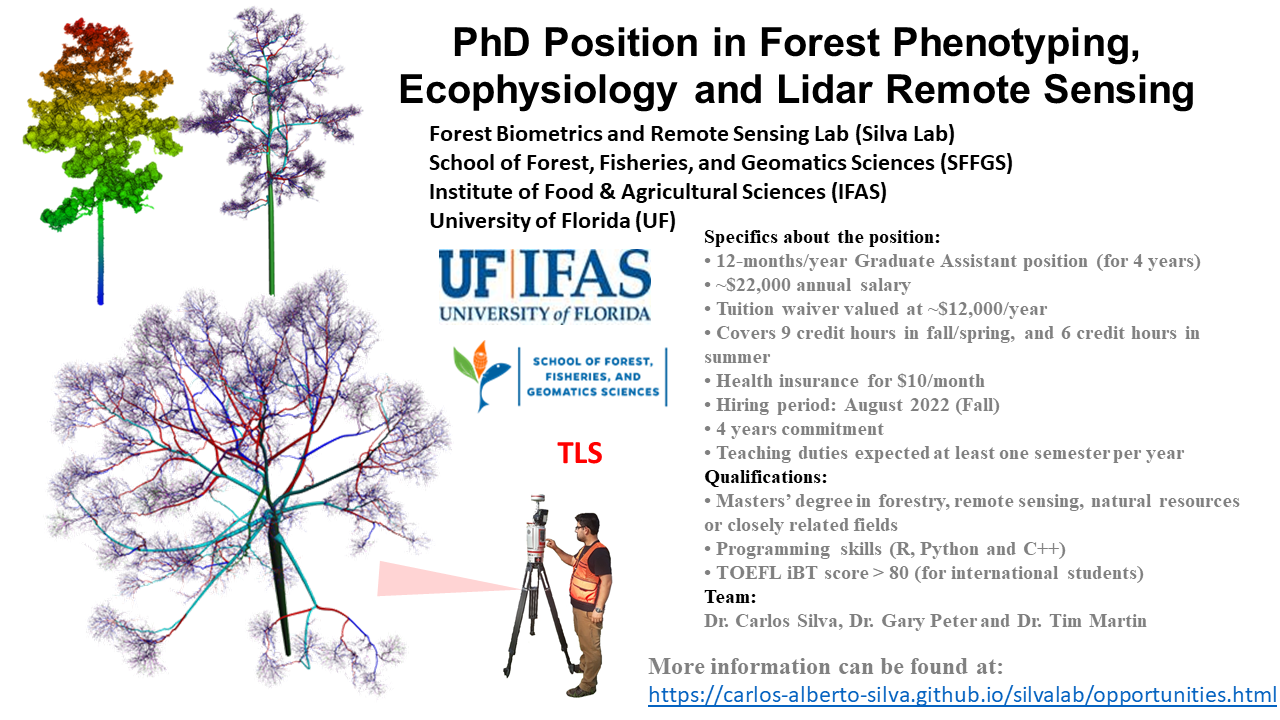 PhD Position in Forest Phenotyping,
Ecophysiology and Lidar Remote Sensing
Forest Biometrics and Remote Sensing Lab (Silva Lab)
School of Forest, Fisheries, and Geomatics Sciences (SFFGS)
Institute of Food & Agricultural Sciences (IFAS)
University of Florida (UF)
UF|IFAS
UNIVERSITY of FLORIDA
SCHOOL OF FOREST,
FISHERIES, AND
GEOMATICS SCIENCES
TLS
Specifics about the position:
• 12-months/year Graduate Assistant position (for 4 years)
• ~$22,000 annual salary
• Tuition waiver valued at ~$12,000/year
• Covers 9 credit hours in fall/spring, and 6 credit hours in
summer
• Health insurance for $10/month
• Hiring period: August 2022 (Fall)
• 4 years commitment
• Teaching duties expected at least one semester per year
Qualifications:
• Masters’ degree in forestry, remote sensing, natural resources
or closely related fields
• Programming skills (R, Python and C++)
• TOEFL iBT score > 80 (for international students)
Team:
Dr. Carlos Silva, Dr. Gary Peter and Dr. Tim Martin
More information can be found at:
https://carlos-alberto-silva.github.io/silvalab/opportunities.html